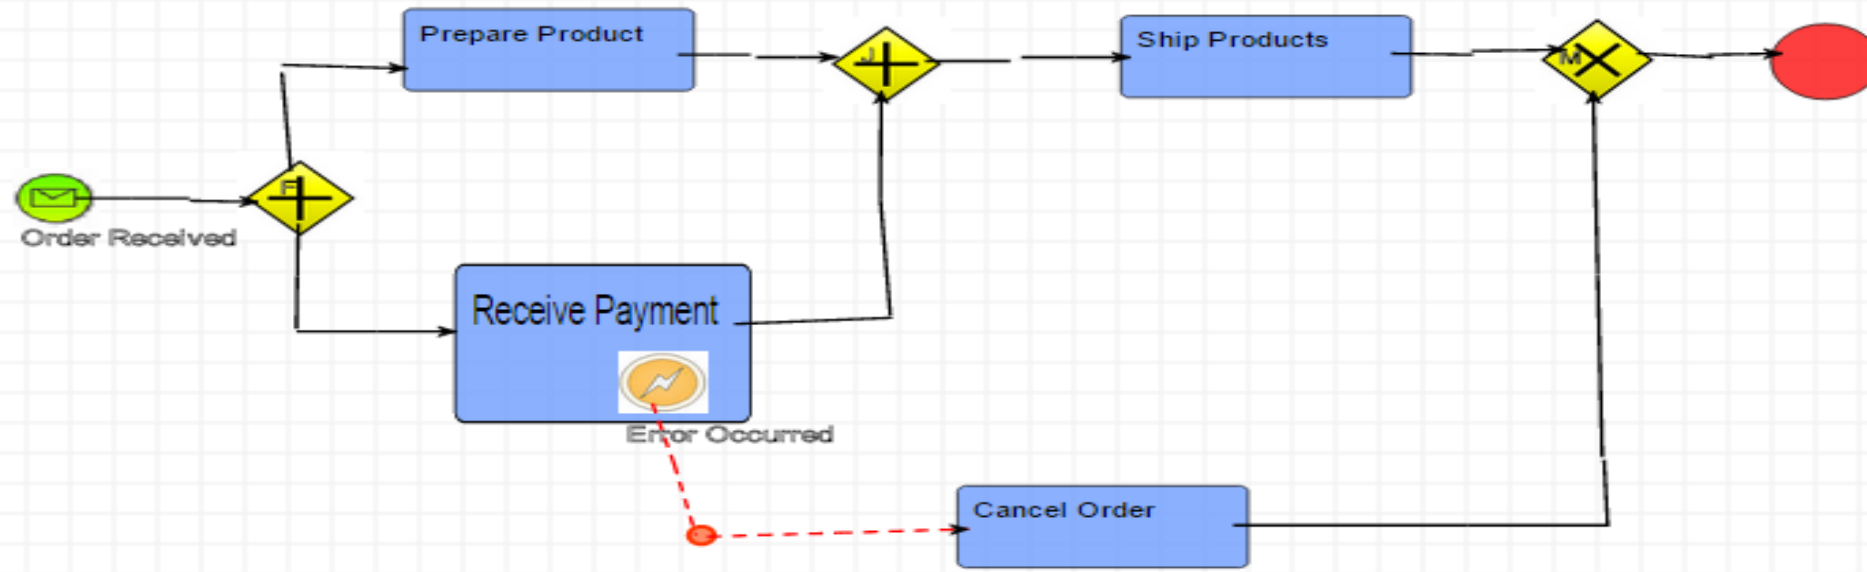 Prepare Product
J
Ship Products
M
F
Order Received
Receive Payment
Error Occurred
Cancel Order